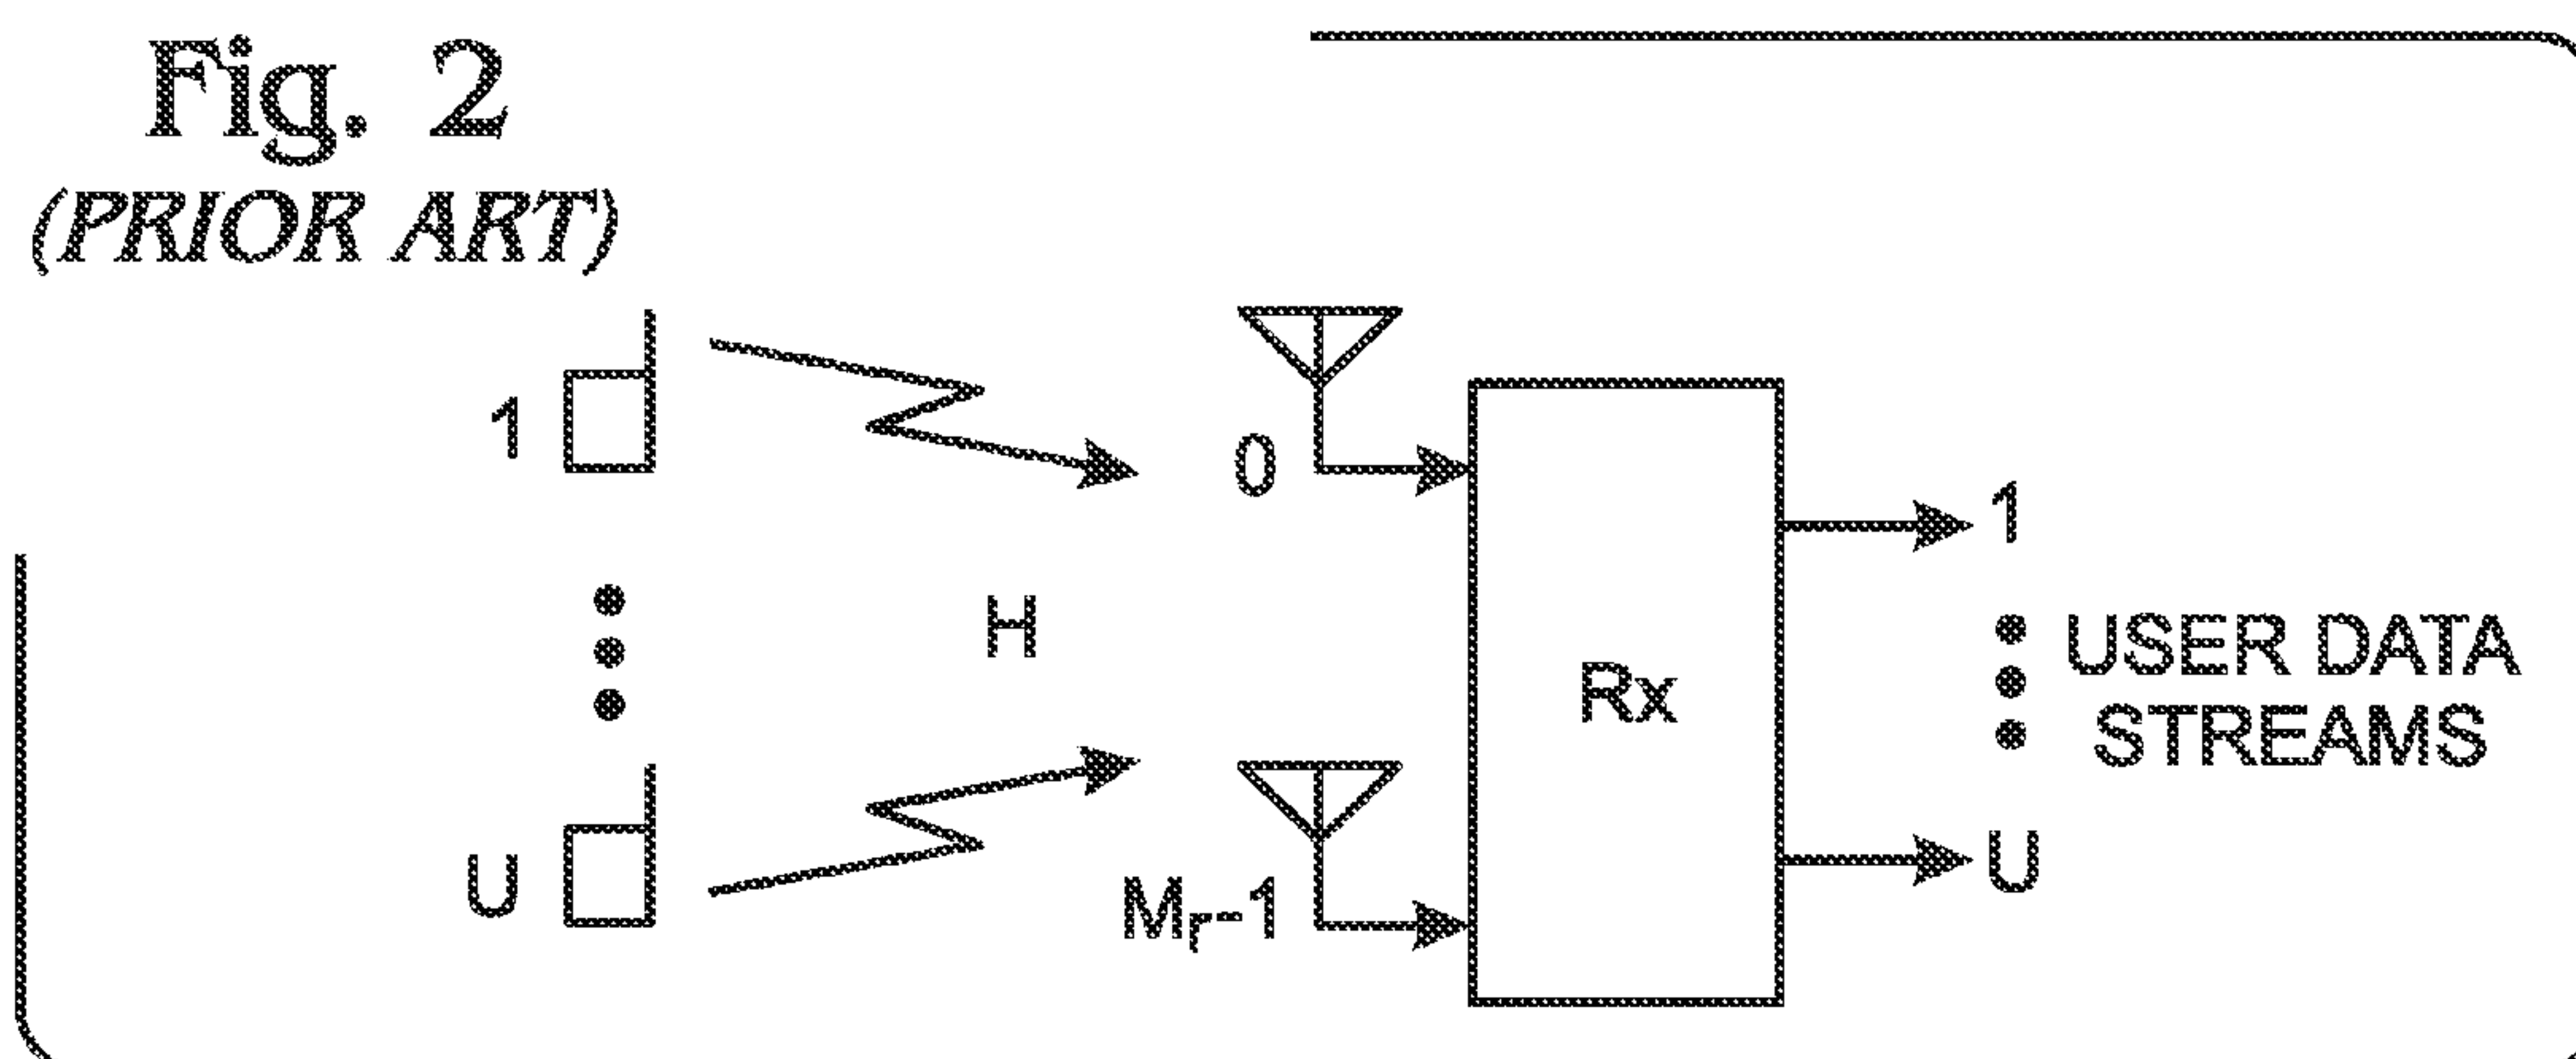 Fig. 2
(PRIOR ART)
1
0
1
H
USER DATA
STREAMS
Rx
U
Mr-1
U